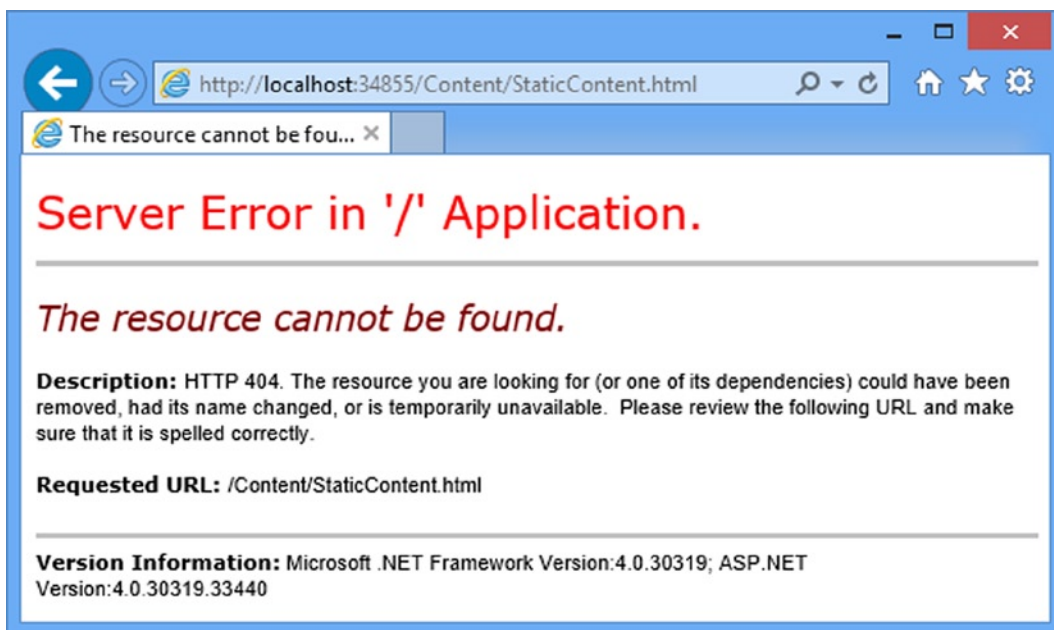 http://localhost:34855/Content/StaticContent.html
The resource cannot be fou...
Server Error in '/' Application.
The resource cannot be found.
Description: HTTP 404. The resource you are looking for (or one of its dependencies) could have been
removed, had its name changed, or is temporarily unavailable.  Please review the following URL and make
sure that it is spelled correctly.
Requested URL: /Content/StaticContent.html
Version Information: Microsoft .NET Framework Version:4.0.30319; ASP.NET
Version:4.0.30319.33440